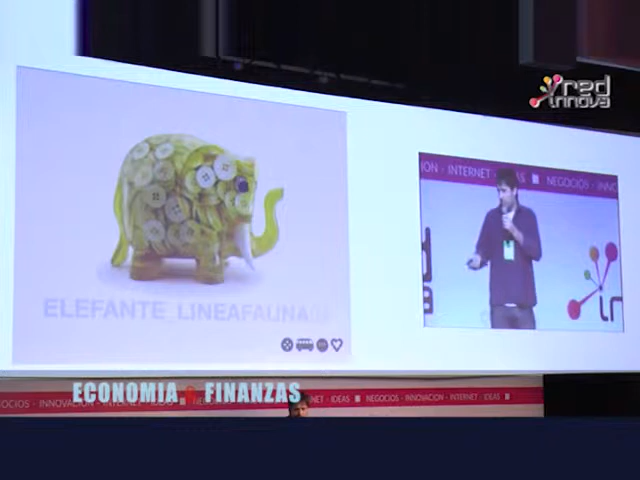 red
innova
ION · INTERNET · IDEAS NEGOCIOS · INNO
ELEFANTE_LINEAFAUNA
ECONOMIA & FINANZAS
OCIOS · INNOVACION · INTERNET · IDEAS NET · IDEAS NEGOCIOS · INNOVACION · INTERNET · IDEAS